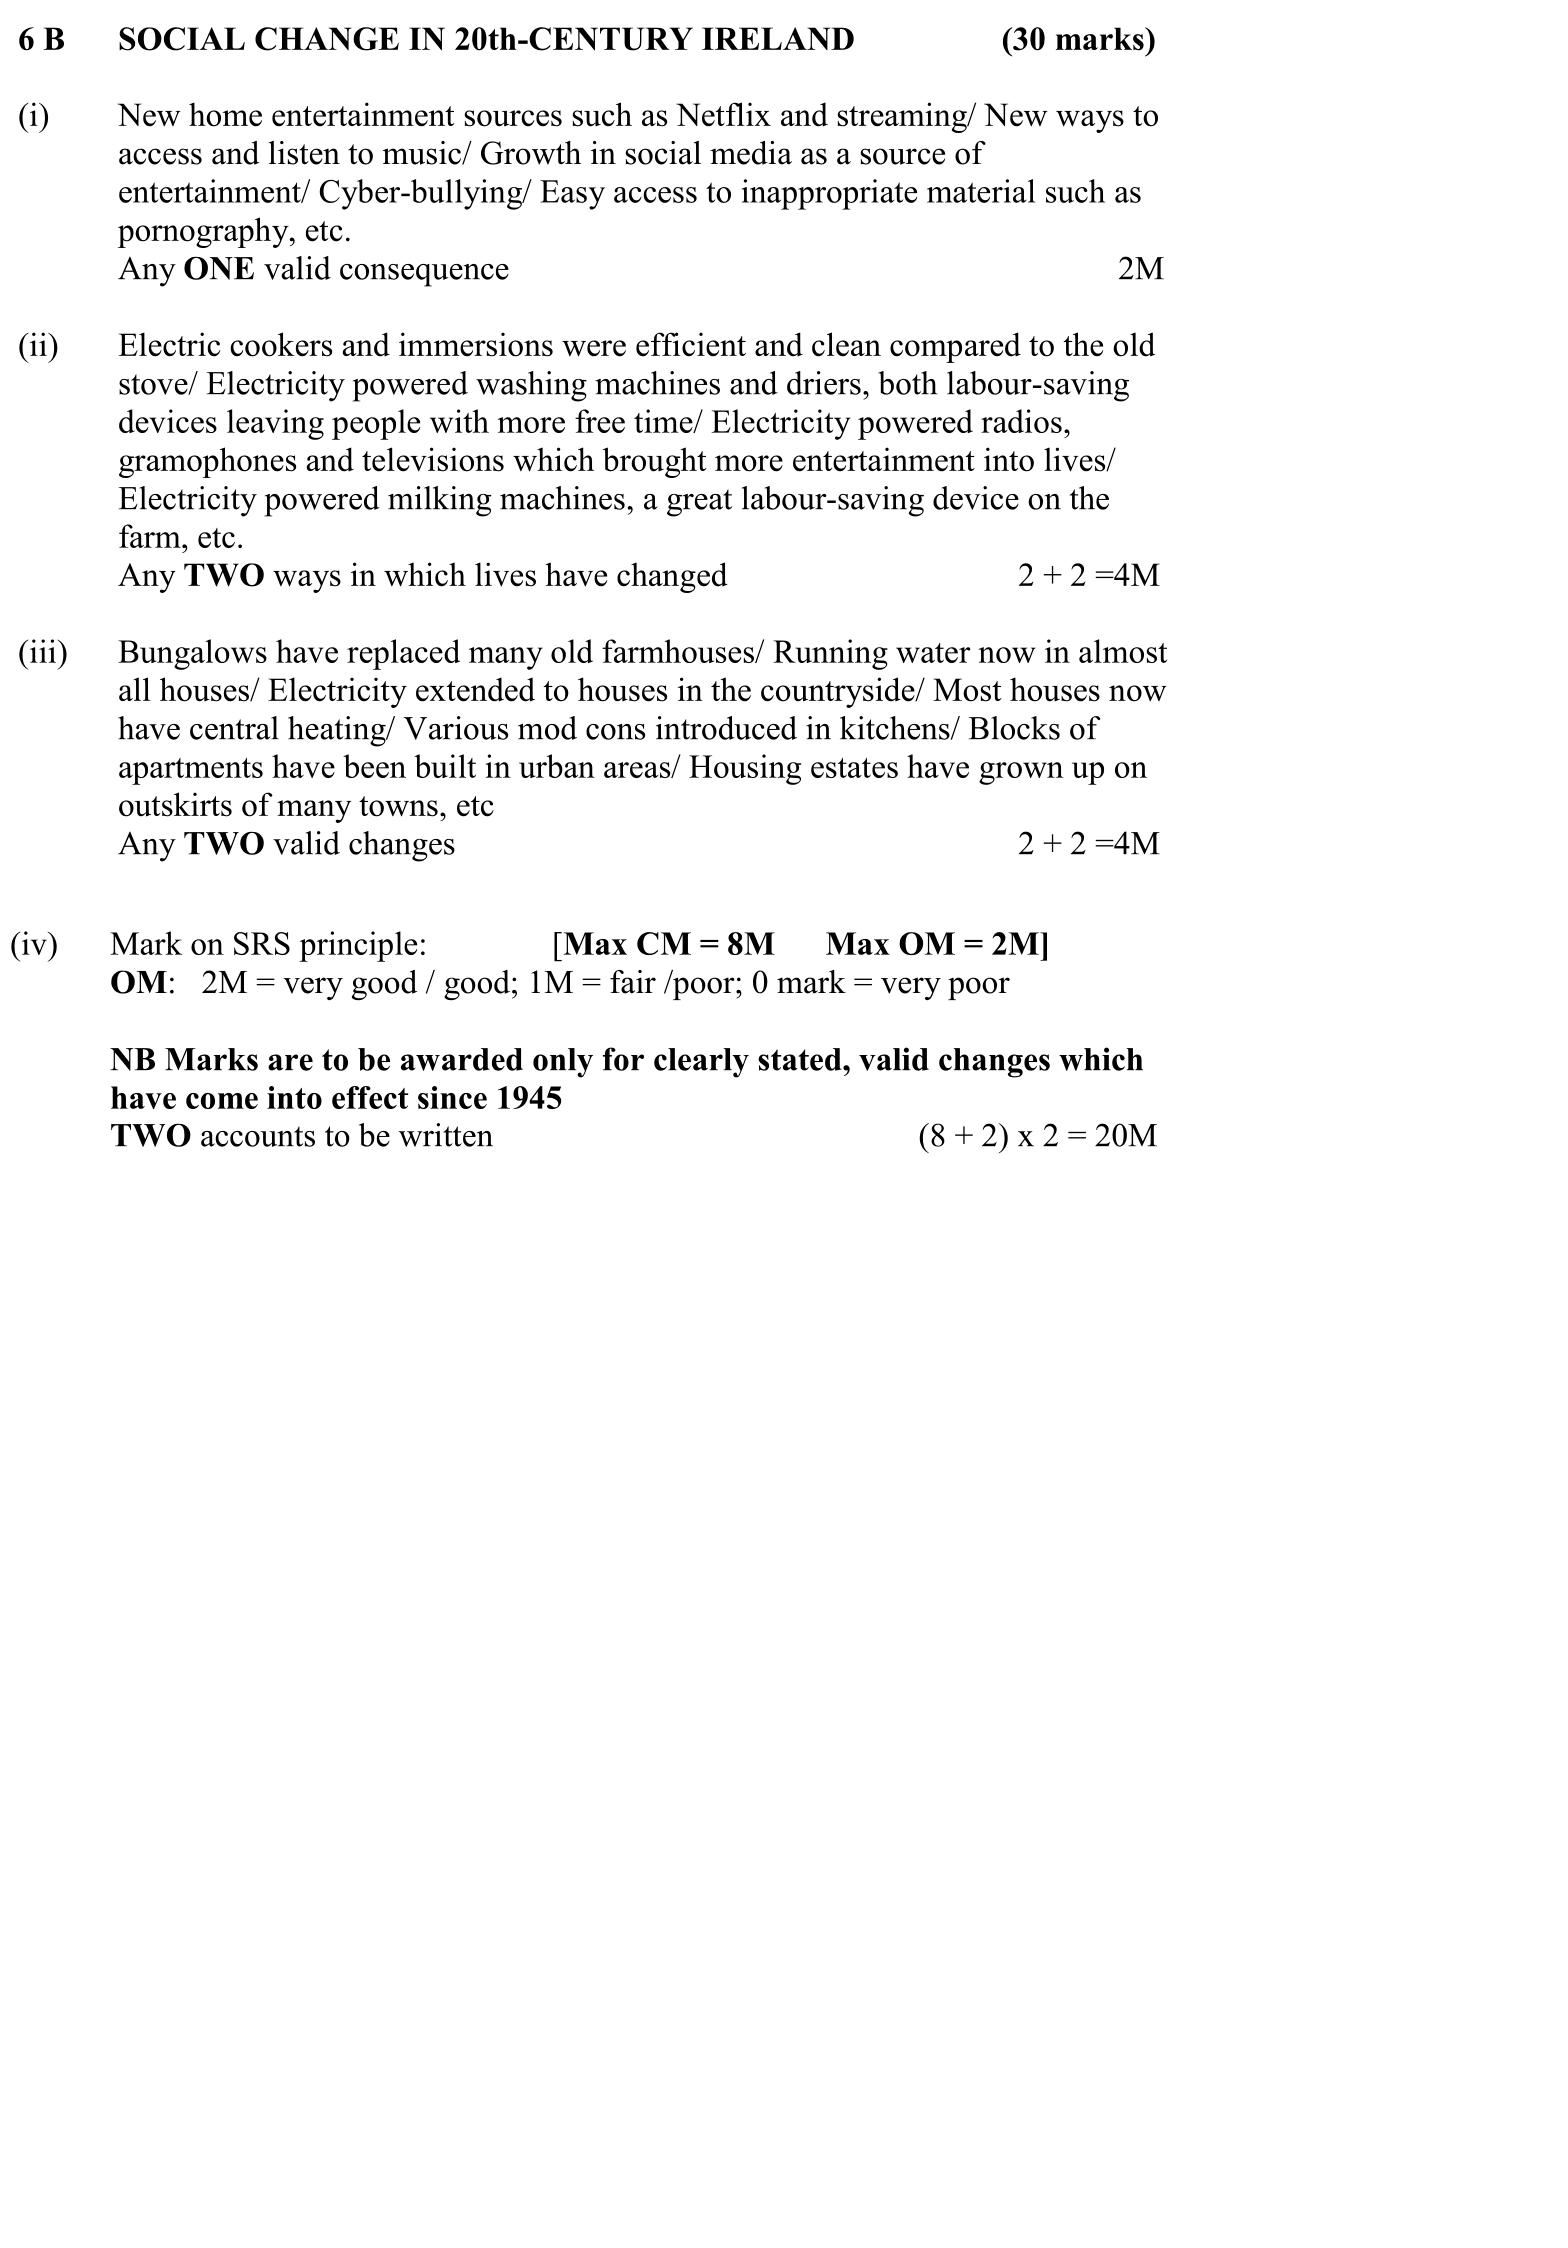 6 B SOCIAL CHANGE IN 20th-CENTURY IRELAND (30 marks)
(i) New home entertainment sources such as Netflix and streaming/ New ways to
access and listen to music/ Growth in social media as a source of
entertainment/ Cyber-bullying/ Easy access to inappropriate material such as
pornography, etc.
Any ONE valid consequence 2M
(ii) Electric cookers and immersions were efficient and clean compared to the old
stove/ Electricity powered washing machines and driers, both labour-saving
devices leaving people with more free time/ Electricity powered radios,
gramophones and televisions which brought more entertainment into lives/
Electricity powered milking machines, a great labour-saving device on the
farm, etc.
Any TWO ways in which lives have changed 2 + 2 =4M
(iii) Bungalows have replaced many old farmhouses/ Running water now in almost
all houses/ Electricity extended to houses in the countryside/ Most houses now
have central heating/ Various mod cons introduced in kitchens/ Blocks of
apartments have been built in urban areas/ Housing estates have grown up on
outskirts of many towns, etc
Any TWO valid changes 2 + 2 =4M
(iv) Mark on SRS principle: [Max CM = 8M Max OM = 2M]
OM: 2M = very good / good; 1M = fair /poor; 0 mark = very poor
NB Marks are to be awarded only for clearly stated, valid changes which
have come into effect since 1945
TWO accounts to be written (8 + 2) x 2 = 20M